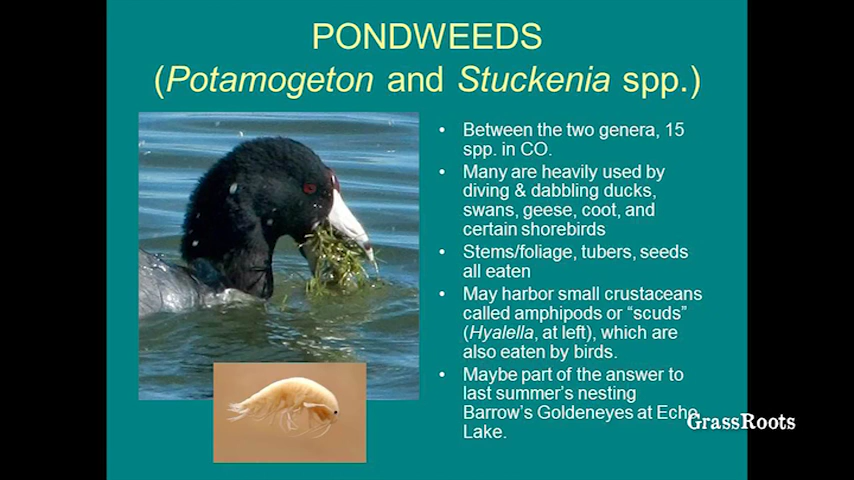 PONDWEEDS
(Potamogeton and Stuckenia spp.)
• Between the two genera, 15
spp. in CO.
• Many are heavily used by
diving & dabbling ducks,
swans, geese, coot, and
certain shorebirds
• Stems/foliage, tubers, seeds
all eaten
• May harbor small crustaceans
called amphipods or “scuds”
(Hyalella, at left), which are
also eaten by birds.
• Maybe part of the answer to
last summer’s nesting
Barrow’s Goldeneyes at Echo
Lake.
GrassRoots